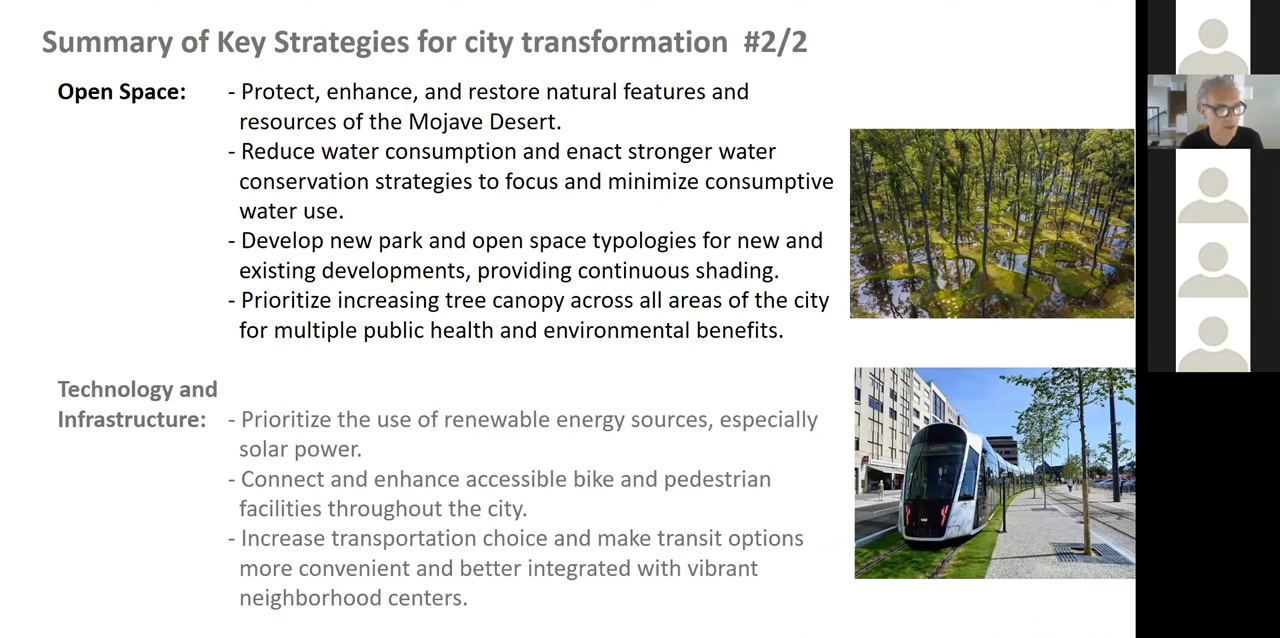 Summary of Key Strategies for city transformation #2/2
Open Space: - Protect, enhance, and restore natural features and
resources of the Mojave Desert.
- Reduce water consumption and enact stronger water
conservation strategies to focus and minimize consumptive
water use.
- Develop new park and open space typologies for new and
existing developments, providing continuous shading.
- Prioritize increasing tree canopy across all areas of the city
for multiple public health and environmental benefits.
Technology and
Infrastructure: - Prioritize the use of renewable energy sources, especially
solar power.
- Connect and enhance accessible bike and pedestrian
facilities throughout the city.
- Increase transportation choice and make transit options
more convenient and better integrated with vibrant
neighborhood centers.